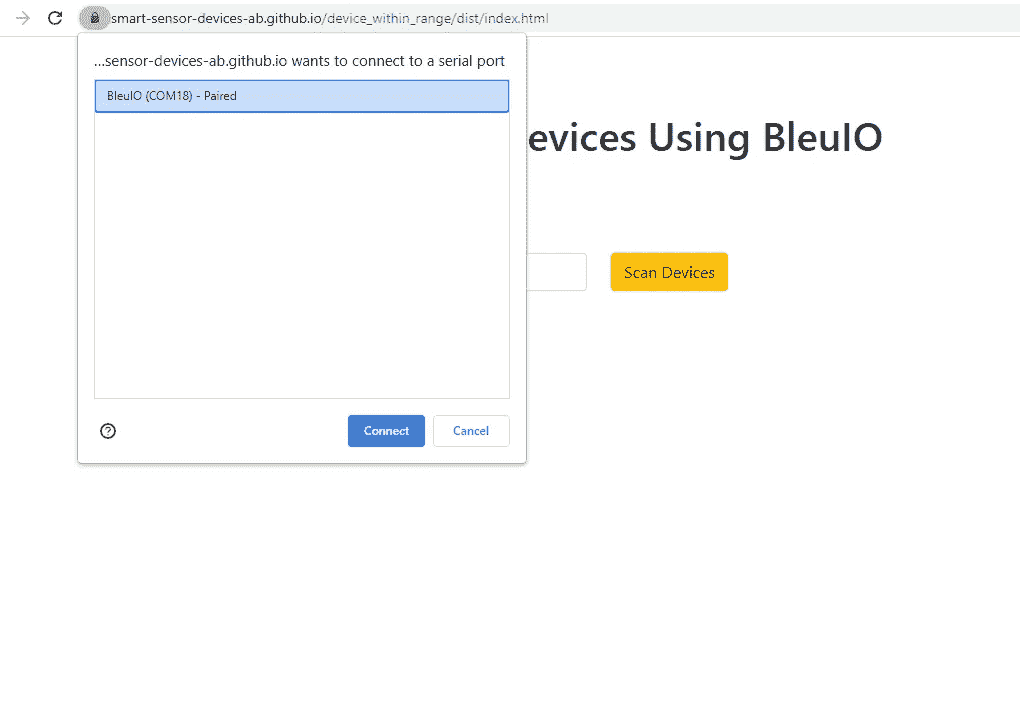 smart-sensor-devices-ab.github.io/device_within_range/dist/index.html
...sensor-devices-ab.github.io wants to connect to a serial port
BleuIO (COM18) - Paired
evices Using BleuIO
Scan Devices
Connect
Cancel